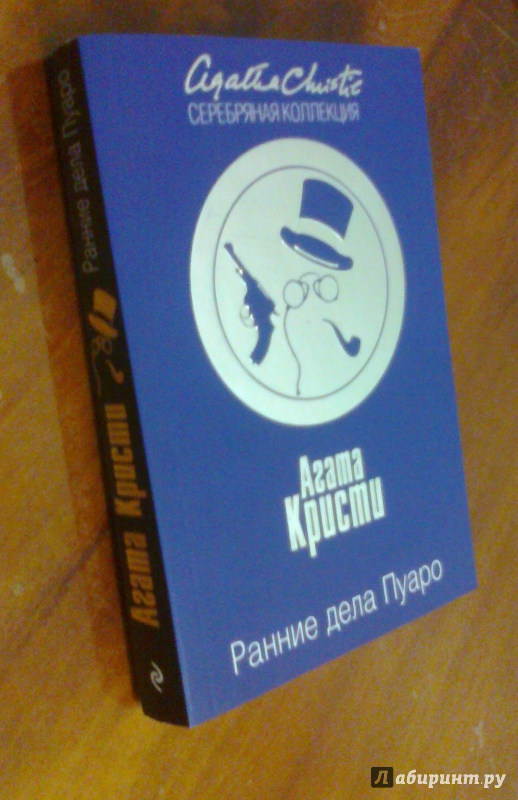 Agatha Christie
СЕРЕБРЯНАЯ КОЛЛЕКЦИЯ
Агата
Кристи
Ранние дела Пуаро
Агата Кристи
Ранние дела Пуаро
Лабиринт.ру